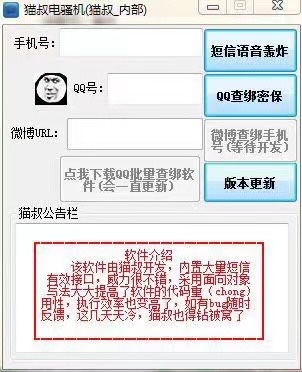 猫叔电骚机(猫叔_内部)
手机号：
短信语音轰炸
QQ号：
QQ查绑密保
微博URL：
微博查绑手机
号(等待开发)
点我下载QQ批量查绑软
件(会一直更新)
版本更新
猫叔公告栏
软件介绍
该软件由猫叔开发，内置大量短信
有效接口，威力很不错，采用面向对象
写法大大提高了软件的代码重（chong）
用性，执行效率也变高了，如有bug随时
反馈，这几天天冷，猫叔也得钻被窝了